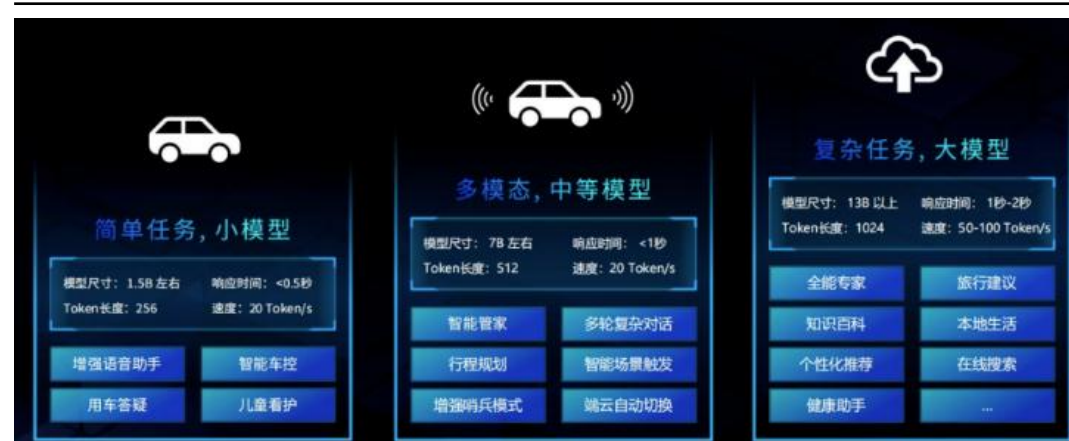 简单任务, 小模型
模型尺寸: 1.5B 左右 响应时间: <0.5秒
Token长度: 256 速度: 20 Token/s
增强语音助手 智能车控
用车答疑 儿童看护
多模态, 中等模型
模型尺寸: 7B 左右 响应时间: <1秒
Token长度: 512 速度: 20 Token/s
智能管家 多轮复杂对话
行程规划 智能场景触发
增强哨兵模式 端云自动切换
复杂任务, 大模型
模型尺寸: 13B 以上 响应时间: 1秒-2秒
Token长度: 1024 速度: 50-100 Token/s
全能专家 旅行建议
知识百科 本地生活
个性化推荐 在线搜索
健康助手 ...